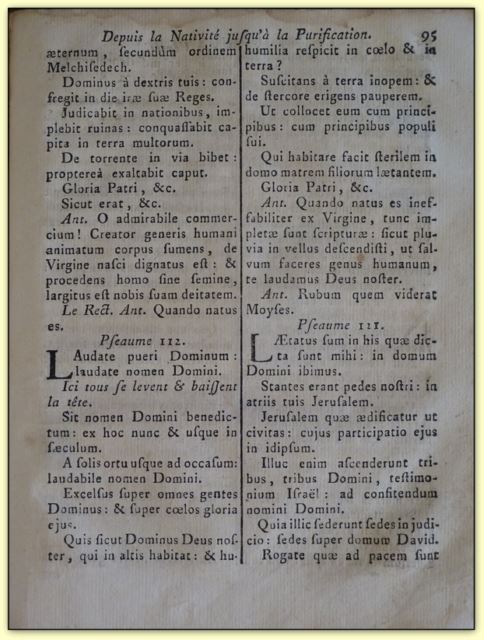 Depuis la Nativité juſqu'à la Purification. 95
æternum, ſecundùm ordinem
Melchiſedech.
Dominus à dextris tuis : con-
fregit in die iræ ſuæ Reges.
Judicabit in nationibus, im-
plebit ruinas : conquaſſabit ca-
pita in terra multorum.
De torrente in via bibet :
proptereà exaltabit caput.
Gloria Patri, &c.
Sicut erat, &c.
Ant. O admirabile commer-
cium ! Creator generis humani
animatum corpus ſumens, de
Virgine naſci dignatus eſt : &
procedens homo ſine ſemine,
largitus eſt nobis ſuam deitatem.
Le Rect. Ant. Quando natus
es.
Pſeaume 112.
LAudate pueri Dominum :
laudate nomen Domini.
Ici tous ſe levent & baiſſent
la tête.
Sit nomen Domini benedic-
tum : ex hoc nunc & uſque in
ſæculum.
A ſolis ortu uſque ad occaſum :
laudabile nomen Domini.
Excelſus ſuper omnes gentes
Dominus : & ſuper cœlos gloria
ejus.
Quis ſicut Dominus Deus noſ-
ter, qui in altis habitat : & hu-
humilia reſpicit in cœlo & in
terra ?
Suſcitans à terra inopem : &
de ſtercore erigens pauperem.
Ut collocet eum cum princi-
pibus : cum principibus populi
ſui.
Qui habitare facit ſterilem in
domo matrem filiorum lætantem.
Gloria Patri, &c.
Ant. Quando natus es inef-
fabiliter ex Virgine, tunc im-
pletæ ſunt ſcripturæ : ſicut plu-
via in vellus deſcendiſti, ut ſal-
vum faceres genus humanum,
te laudamus Deus noſter.
Ant. Rubum quem viderat
Moyſes.
Pſeaume 121.
LÆtatus ſum in his quæ dic-
ta ſunt mihi : in domum
Domini ibimus.
Stantes erant pedes noſtri : in
atriis tuis Jeruſalem.
Jeruſalem quæ ædificatur ut
civitas : cujus participatio ejus
in idipſum.
Illuc enim aſcenderunt tri-
bus, tribus Domini, teſtimo-
nium Iſraël : ad confitendum
nomini Domini.
Quia illic ſederunt ſedes in judi-
cio : ſedes ſuper domum David.
Rogate quæ ad pacem ſunt